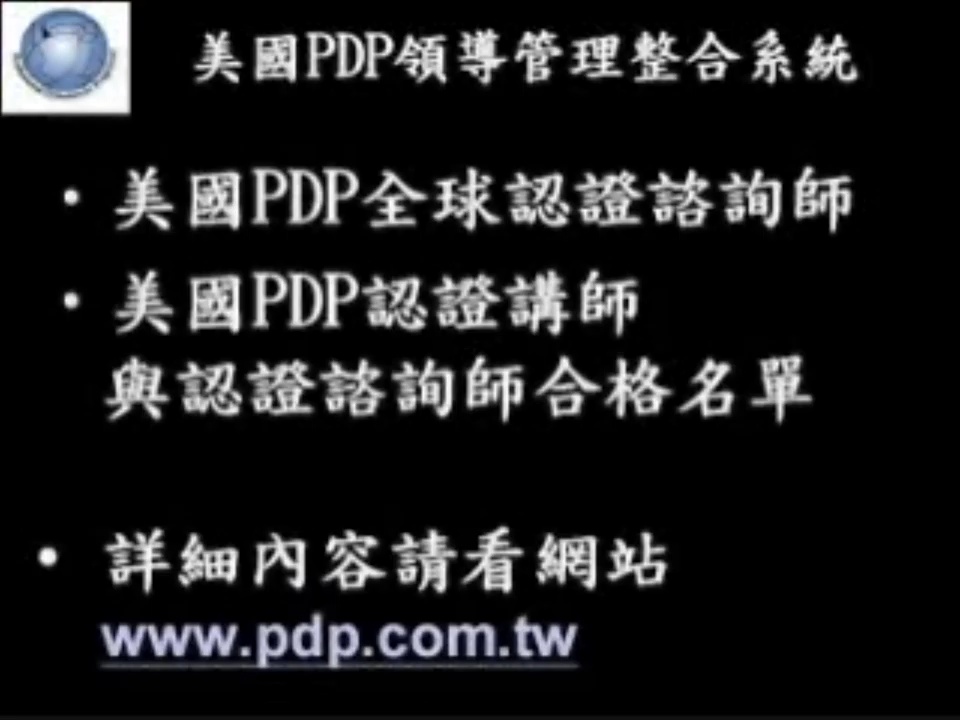 美國PDP領導管理整合系統
• 美國PDP全球認證諮詢師
• 美國PDP認證講師
與認證諮詢師合格名單
• 詳細內容請看網站
www.pdp.com.tw